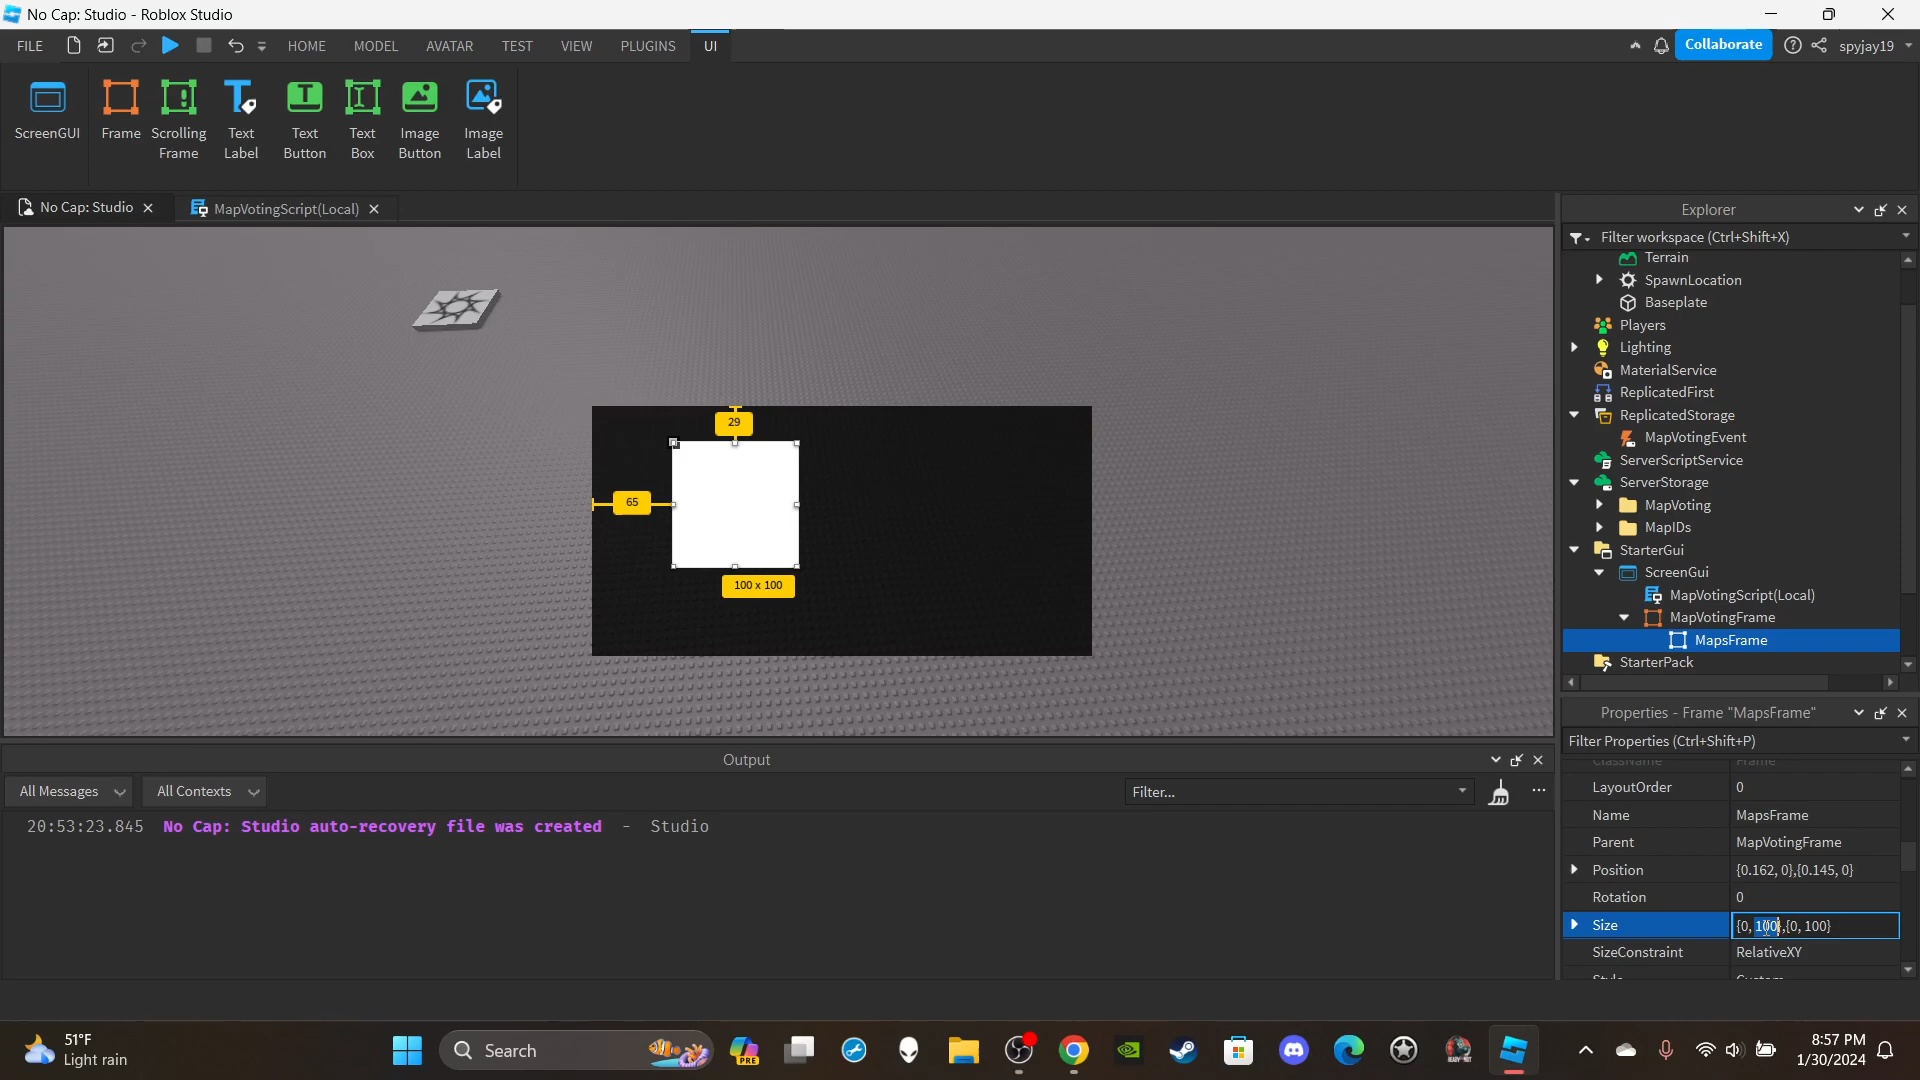 No Cap: Studio - Roblox Studio
FILE HOME MODEL AVATAR TEST VIEW PLUGINS UI Collaborate spyjay19
ScreenGUI Frame Scrolling Frame Text Label Text Button Text Box Image Button Image Label
No Cap: Studio MapVotingScript(Local)
29
65
100 x 100
Explorer
Filter workspace (Ctrl+Shift+X)
Terrain
SpawnLocation
Baseplate
Players
Lighting
MaterialService
ReplicatedFirst
ReplicatedStorage
MapVotingEvent
ServerScriptService
ServerStorage
MapVoting
MapIDs
StarterGui
ScreenGui
MapVotingScript(Local)
MapVotingFrame
MapsFrame
StarterPack
Properties - Frame "MapsFrame"
Filter Properties (Ctrl+Shift+P)
ClassName Frame
LayoutOrder 0
Name MapsFrame
Parent MapVotingFrame
Position {0.162, 0},{0.145, 0}
Rotation 0
Size {0, 100},{0, 100}
SizeConstraint RelativeXY
Output
All Messages All Contexts Filter...
20:53:23.845 No Cap: Studio auto-recovery file was created - Studio
51°F
Light rain
Search
PRE
8:57 PM
1/30/2024